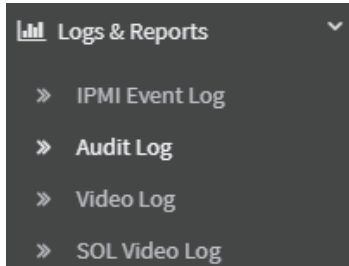 Logs & Reports
IPMI Event Log
Audit Log
Video Log
SOL Video Log